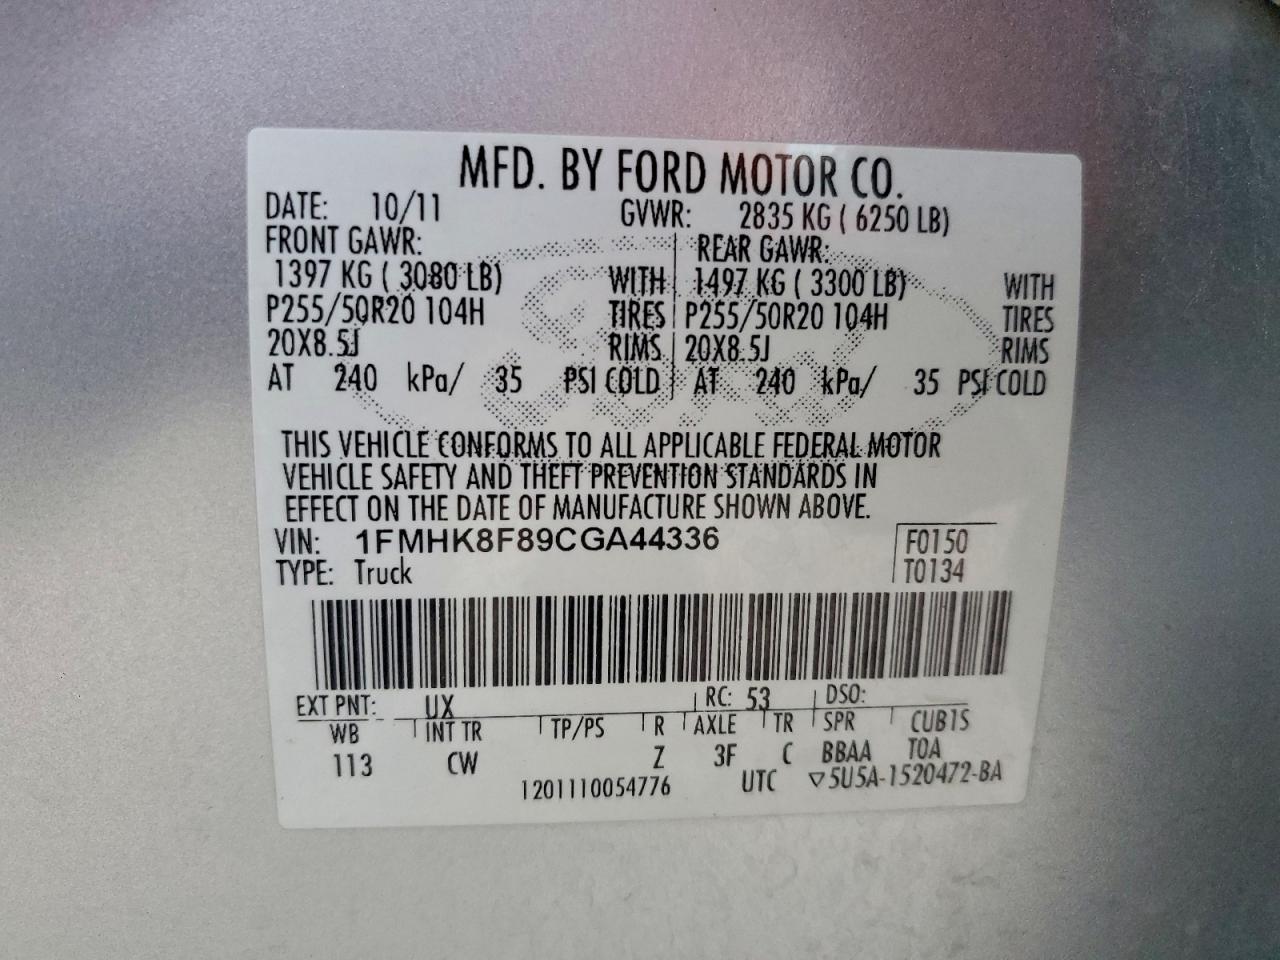 MFD. BY FORD MOTOR CO.
DATE: 10/11 GVWR: 2835 KG ( 6250 LB)
FRONT GAWR: REAR GAWR:
1397 KG ( 3080 LB) WITH 1497 KG ( 3300 LB) WITH
P255/50R20 104H TIRES P255/50R20 104H TIRES
20X8.5J RIMS 20X8.5J RIMS
AT 240 kPa/ 35 PSI COLD AT 240 kPa/ 35 PSI COLD
THIS VEHICLE CONFORMS TO ALL APPLICABLE FEDERAL MOTOR
VEHICLE SAFETY AND THEFT PREVENTION STANDARDS IN
EFFECT ON THE DATE OF MANUFACTURE SHOWN ABOVE.
VIN: 1FMHK8F89CGA44336 F0150
TYPE: Truck T0134
EXT PNT: UX RC: 53 DSO:
WB INT TR TP/PS R AXLE TR SPR CUB1S
113 CW Z 3F C BBAA TOA
1201110054776 UTC ▽5U5A-1520472-BA